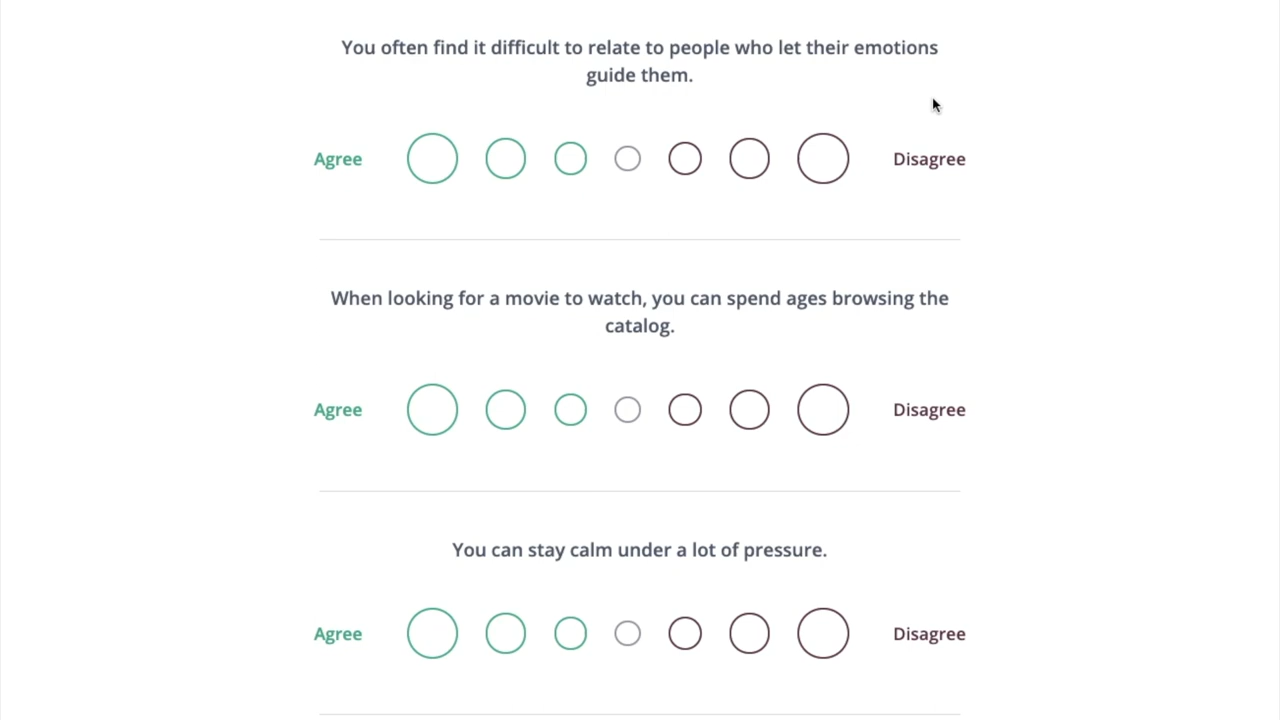 You often find it difficult to relate to people who let their emotions
guide them.
Agree
Disagree
When looking for a movie to watch, you can spend ages browsing the
catalog.
Agree
Disagree
You can stay calm under a lot of pressure.
Agree
Disagree